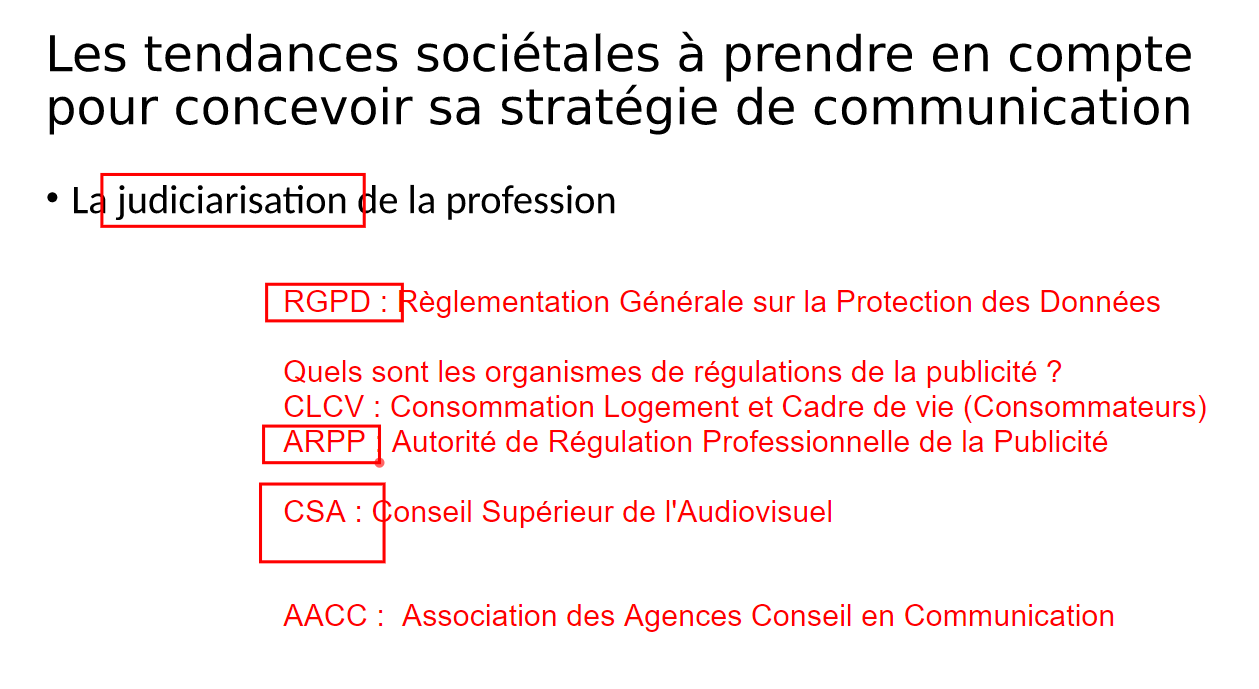 Les tendances sociétales à prendre en compte
pour concevoir sa stratégie de communication
• La judiciarisation de la profession
RGPD : Règlementation Générale sur la Protection des Données
Quels sont les organismes de régulations de la publicité ?
CLCV : Consommation Logement et Cadre de vie (Consommateurs)
ARPP : Autorité de Régulation Professionnelle de la Publicité
CSA : Conseil Supérieur de l'Audiovisuel
AACC :  Association des Agences Conseil en Communication